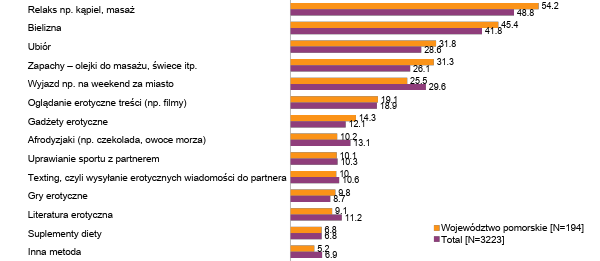 Relaks np. kąpiel, masaż 54.2
48.8
Bielizna 45.4
41.8
Ubiór 31.8
28.6
Zapachy – olejki do masażu, świece itp. 31.3
26.1
Wyjazd np. na weekend za miasto 25.5
29.6
Oglądanie erotyczne treści (np. filmy) 19.1
18.9
Gadżety erotyczne 14.3
12.1
Afrodyzjaki (np. czekolada, owoce morza) 10.2
13.1
Uprawianie sportu z partnerem 10.1
10.3
Texting, czyli wysyłanie erotycznych wiadomości do partnera 10
10.6
Gry erotyczne 9.8
8.7
Literatura erotyczna 9.1
11.2
Suplementy diety 6.8
6.8
Inna metoda 5.2
6.9
Województwo pomorskie [N=194]
Total [N=3223]